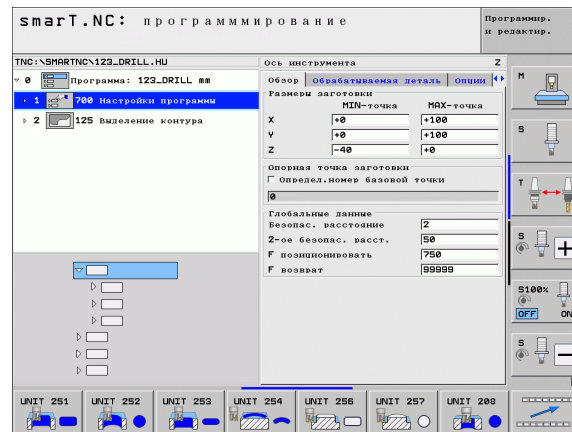 smarT.NC: программмирование
Программир.
и редактир.
TNC:\SMARTNC\123_DRILL.HU
0 Программа: 123_DRILL mm
1 700 Настройки программы
2 125 Выделение контура
Ось инструмента Z
Обзор Обрабатываемая деталь Опции
Размеры заготовки
MIN-точка MAX-точка
X +0 +100
Y +0 +100
Z -40 +0
Опорная точка заготовки
Определ.номер базовой точки
0
Глобальные данные
Безопас. расстояние 2
2-ое безопас. расст. 50
F позиционировать 750
F возврат 99999
M
S
T
S
S100%
OFF ON
S
UNIT 251
UNIT 252
UNIT 253
UNIT 254
UNIT 256
UNIT 257
UNIT 208